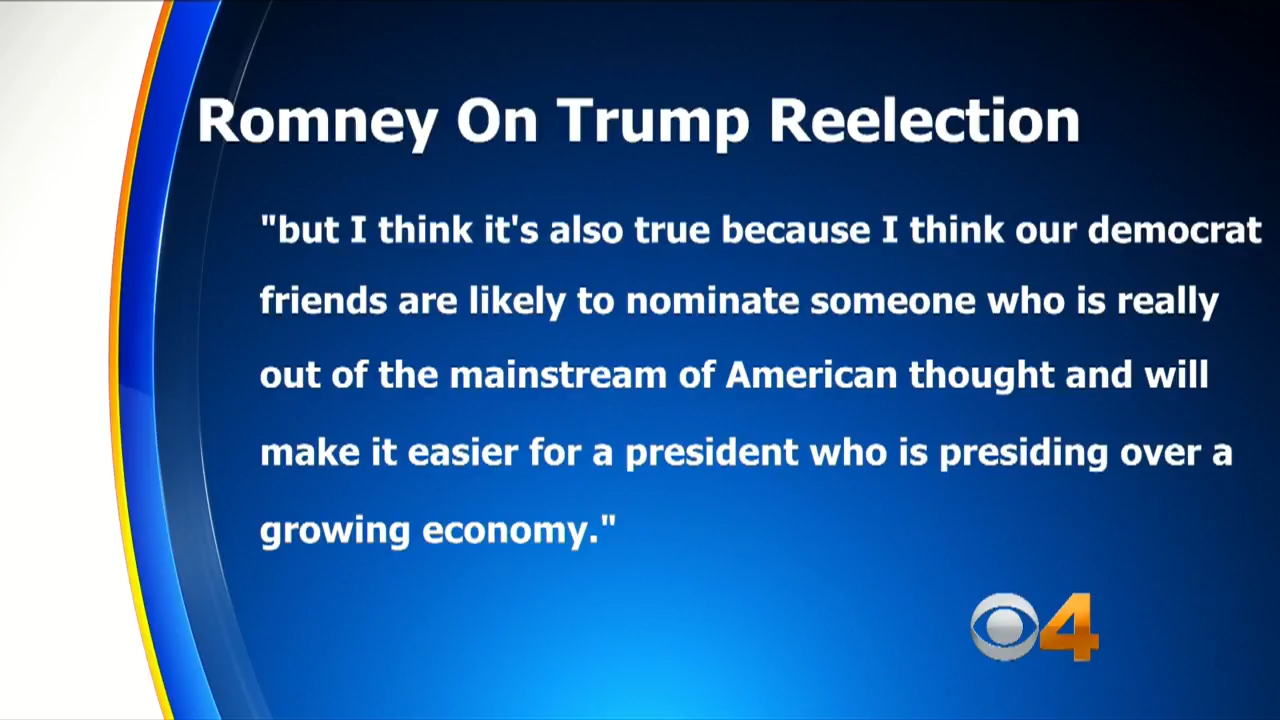 Romney On Trump Reelection
"but I think it's also true because I think our democrat
friends are likely to nominate someone who is really
out of the mainstream of American thought and will
make it easier for a president who is presiding over a
growing economy."
4